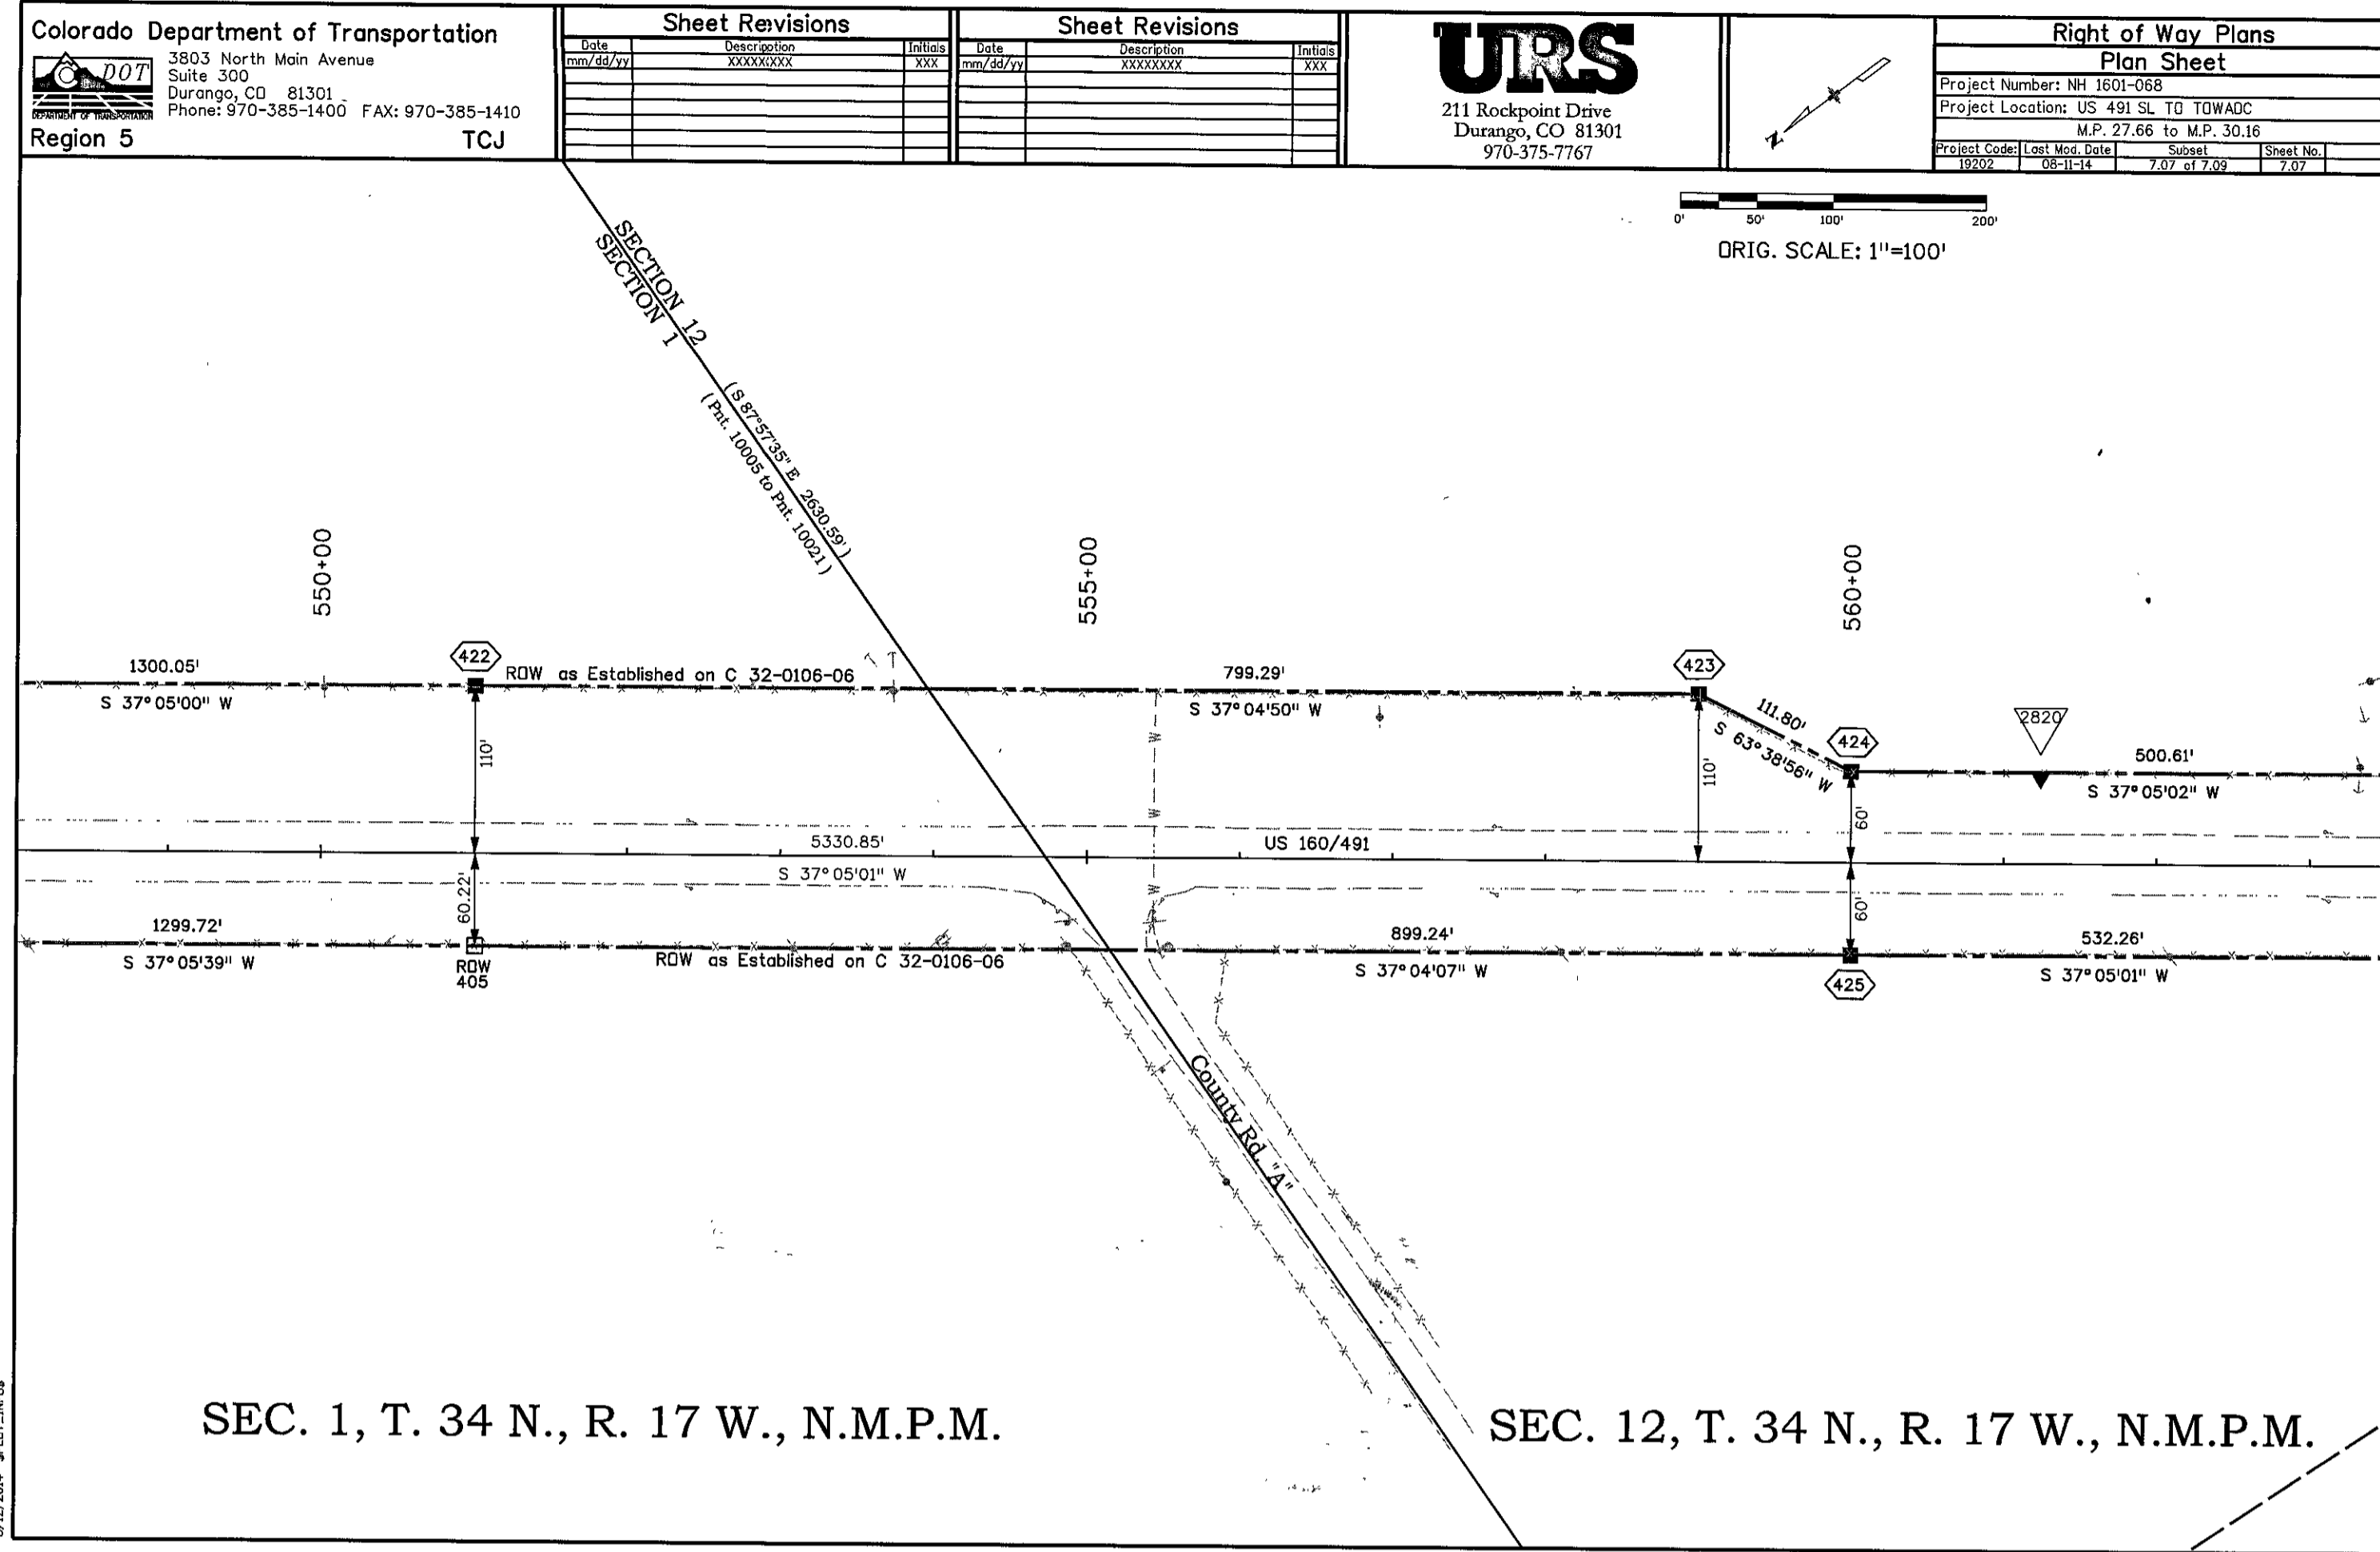 Colorado Department of Transportation
DOT
DEPARTMENT OF TRANSPORTATION
3803 North Main Avenue
Suite 300
Durango, CO 81301
Phone: 970-385-1400 FAX: 970-385-1410
Region 5
TCJ
Sheet Revisions
Date
Description
Initials
mm/dd/yy
XXXXXXXX
XXX
Sheet Revisions
Date
Description
Initials
mm/dd/yy
XXXXXXXX
XXX
URS
211 Rockpoint Drive
Durango, CO 81301
970-375-7767
N
Right of Way Plans
Plan Sheet
Project Number: NH 1601-068
Project Location: US 491 SL TO TOWAOC
M.P. 27.66 to M.P. 30.16
Project Code:
Last Mod. Date
Subset
Sheet No.
19202
08-11-14
7.07 of 7.09
7.07
0'
50'
100'
200'
ORIG. SCALE: 1"=100'
SECTION 12
SECTION 1
(S 87°57'35" E 2630.59')
(Pnt. 10005 to Pnt. 10021)
550+00
555+00
560+00
1300.05'
S 37°05'00" W
422
ROW as Established on C 32-0106-06
799.29'
S 37°04'50" W
423
111.80'
S 63°38'56" W
424
2820
500.61'
S 37°05'02" W
110'
110'
60'
W
W
W
5330.85'
S 37°05'01" W
US 160/491
60.22'
60'
1299.72'
S 37°05'39" W
ROW
405
ROW as Established on C 32-0106-06
899.24'
S 37°04'07" W
425
532.26'
S 37°05'01" W
County Rd. "A"
SEC. 1, T. 34 N., R. 17 W., N.M.P.M.
SEC. 12, T. 34 N., R. 17 W., N.M.P.M.